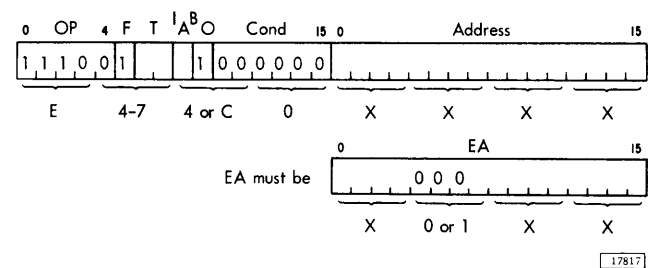 0 OP 4 F T IA BO Cond 15 0 Address 15
1 1 1 0 0 1 1 0 0 0 0 0 0
E 4-7 4 or C 0 X X X X
0 EA 15
EA must be 0 0 0
X 0 or 1 X X
17817